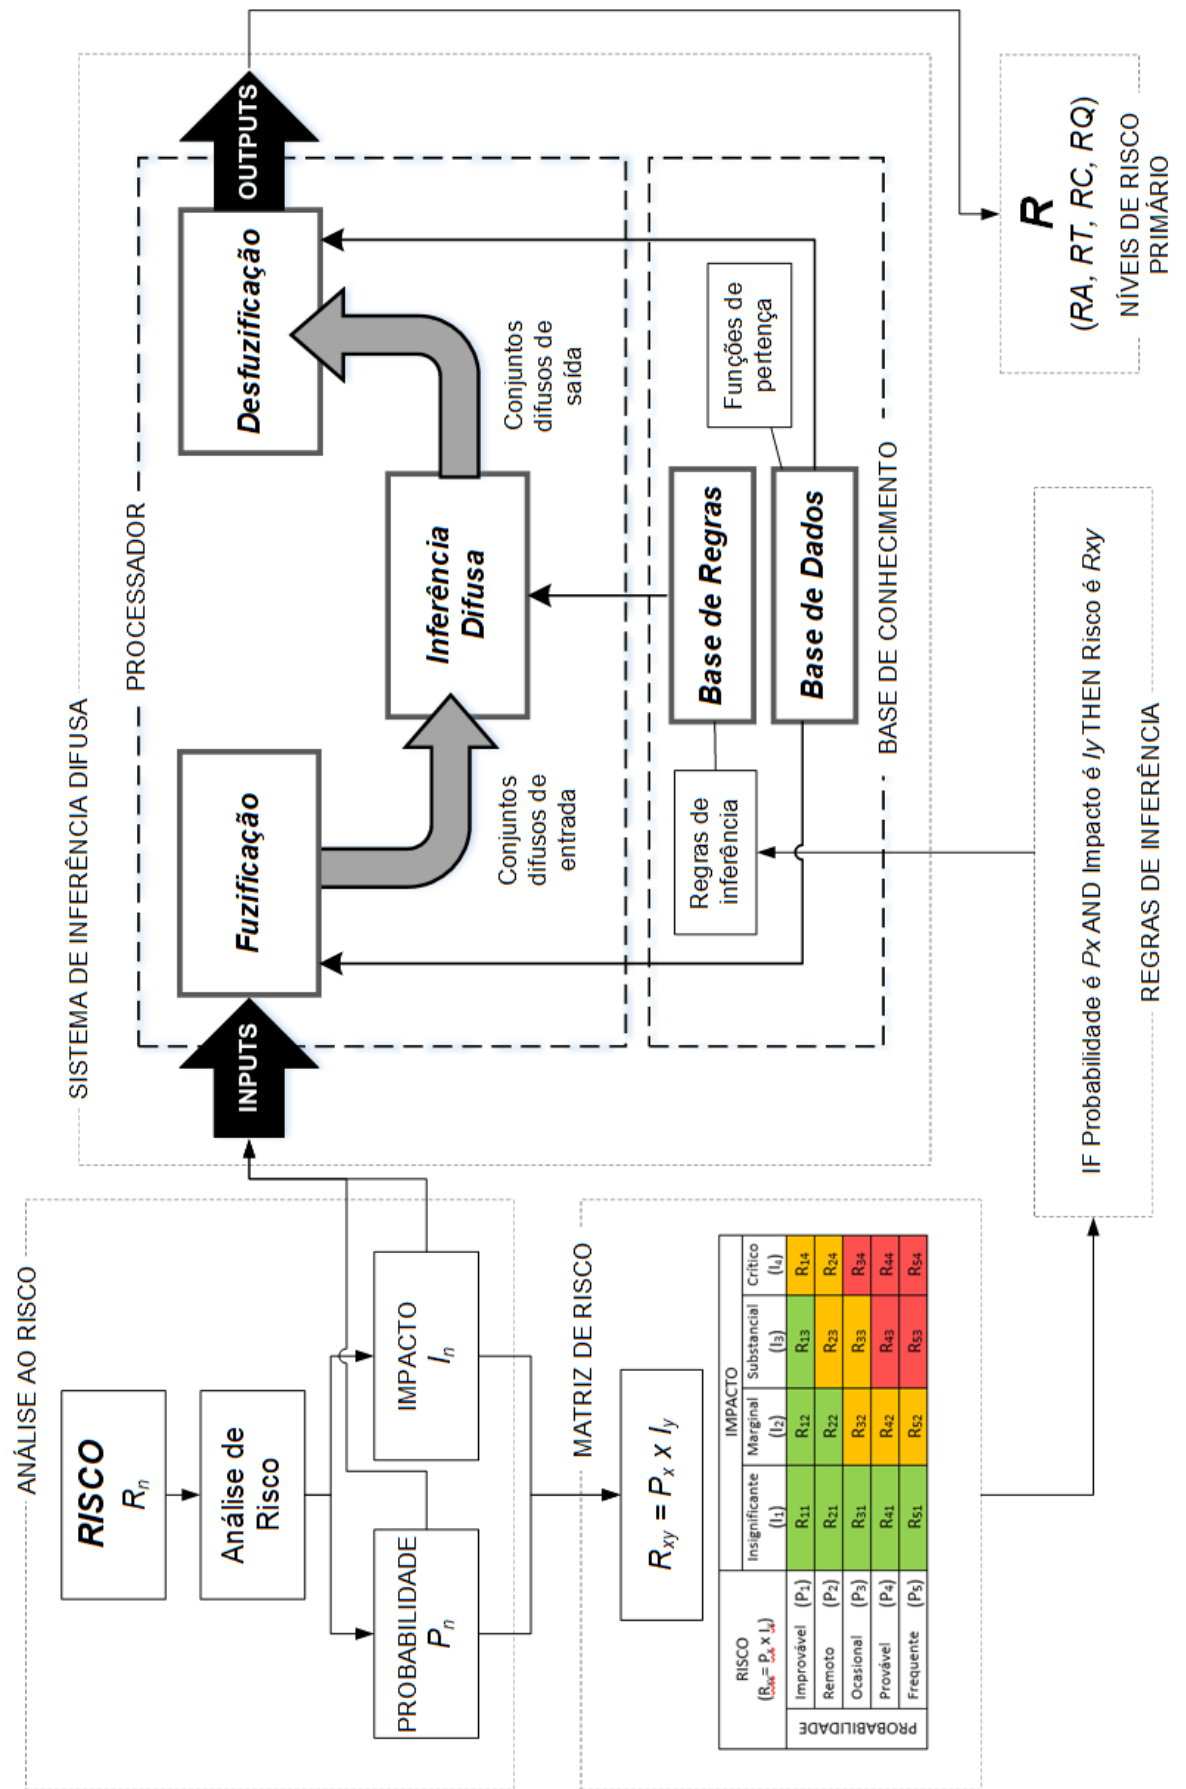 ANÁLISE AO RISCO
RISCO
Rn
Análise de
Risco
PROBABILIDADE
Pn
IMPACTO
In
MATRIZ DE RISCO
Rxy = Px x Iy
RISCO
(Rxy= Px x Iy)
IMPACTO
Insignificante
(I1)
Marginal
(I2)
Substancial
(I3)
Crítico
(I4)
PROBABILIDADE
Improvável (P1) R11 R12 R13 R14
Remoto (P2) R21 R22 R23 R24
Ocasional (P3) R31 R32 R33 R34
Provável (P4) R41 R42 R43 R44
Frequente (P5) R51 R52 R53 R54
SISTEMA DE INFERÊNCIA DIFUSA
INPUTS
PROCESSADOR
Fuzificação
Conjuntos
difusos de
entrada
Inferência
Difusa
Conjuntos
difusos de
saída
Desfuzificação
OUTPUTS
Regras de
inferência
Base de Regras
Base de Dados
Funções de
pertença
BASE DE CONHECIMENTO
IF Probabilidade é Px AND Impacto é Iy THEN Risco é Rxy
REGRAS DE INFERÊNCIA
R
(RA, RT, RC, RQ)
NÍVEIS DE RISCO
PRIMÁRIO